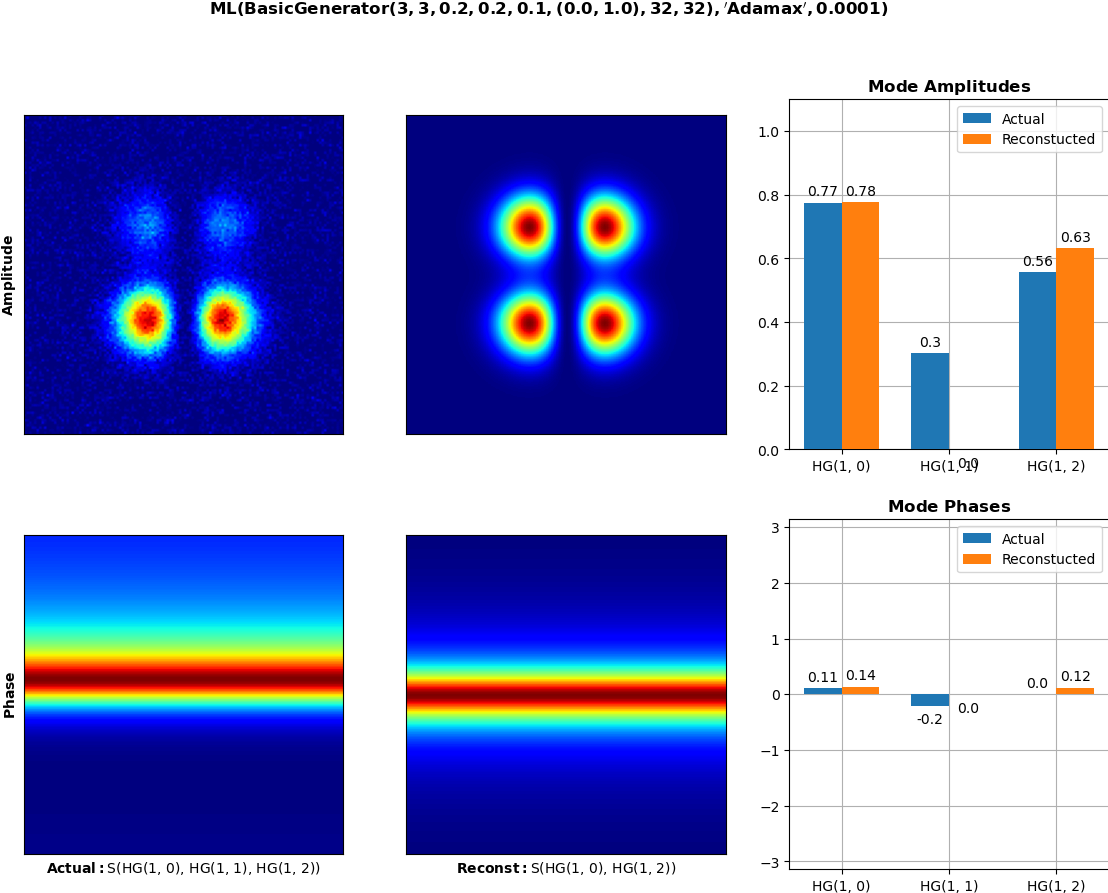 ML(BasicGenerator(3, 3, 0.2, 0.2, 0.1, (0.0, 1.0), 32, 32), ′Adamax′, 0.0001)
Amplitude
Mode Amplitudes
Actual
Reconstucted
1.0
0.8
0.6
0.4
0.2
0.0
0.77
0.78
0.3
0.0
0.56
0.63
HG(1, 0)
HG(1, 1)
HG(1, 2)
Phase
Actual: S(HG(1, 0), HG(1, 1), HG(1, 2))
Reconst: S(HG(1, 0), HG(1, 2))
Mode Phases
Actual
Reconstucted
3
2
1
0
−1
−2
−3
0.11
0.14
-0.2
0.0
0.0
0.12
HG(1, 0)
HG(1, 1)
HG(1, 2)